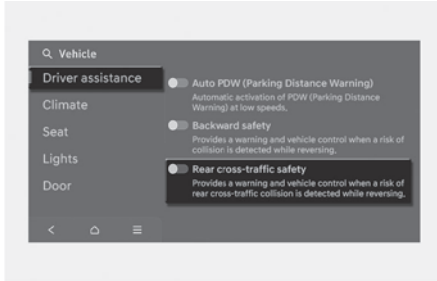 Vehicle
Driver assistance
Climate
Seat
Lights
Door
Auto PDW (Parking Distance Warning)
Automatic activation of PDW (Parking Distance
Warning) at low speeds.
Backward safety
Provides a warning and vehicle control when a risk of
collision is detected while reversing.
Rear cross-traffic safety
Provides a warning and vehicle control when a risk of
rear cross-traffic collision is detected while reversing.